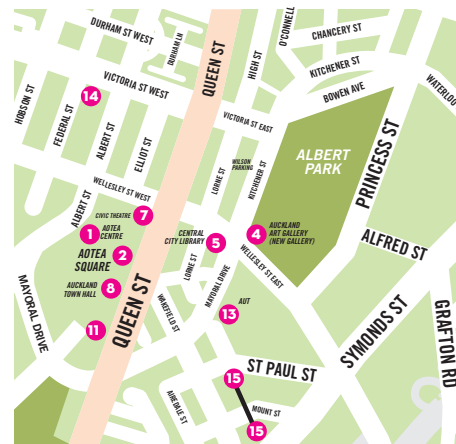 DURHAM ST WEST
DURHAM LN
QUEEN ST
HIGH ST
O'CONNELL
CHANCERY ST
KITCHENER ST
BOWEN AVE
WATERLOO
HOBSON ST
FEDERAL ST
14
VICTORIA ST WEST
ALBERT ST
ELLIOT ST
VICTORIA ST EAST
LORNE ST
WILSON
PARKING
KITCHENER ST
ALBERT
PARK
PRINCESS ST
WELLESLEY ST WEST
ALBERT ST
CIVIC THEATRE
7
1
AOTEA
CENTRE
AOTEA
SQUARE
2
AUCKLAND
TOWN HALL
8
11
MAYORAL DRIVE
QUEEN ST
CENTRAL
CITY LIBRARY
5
4
AUCKLAND
ART GALLERY
(NEW GALLERY)
ALFRED ST
LORNE ST
MAYORAL DRIVE
WELLESLEY ST EAST
WAKEFIELD ST
13
AUT
SYMONDS ST
GRAFTON RD
ST PAUL ST
15
AIREDALE ST
MOUNT ST
15